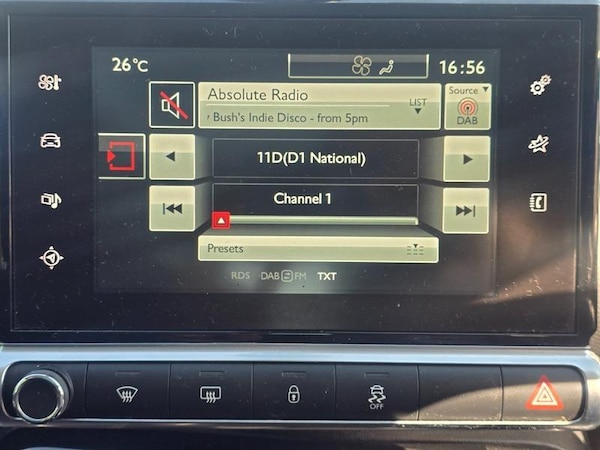 26°C
16:56
Absolute Radio
LIST
Source
' Bush's Indie Disco - from 5pm
DAB
11D(D1 National)
Channel 1
Presets
RDS DAB S FM TXT
OFF